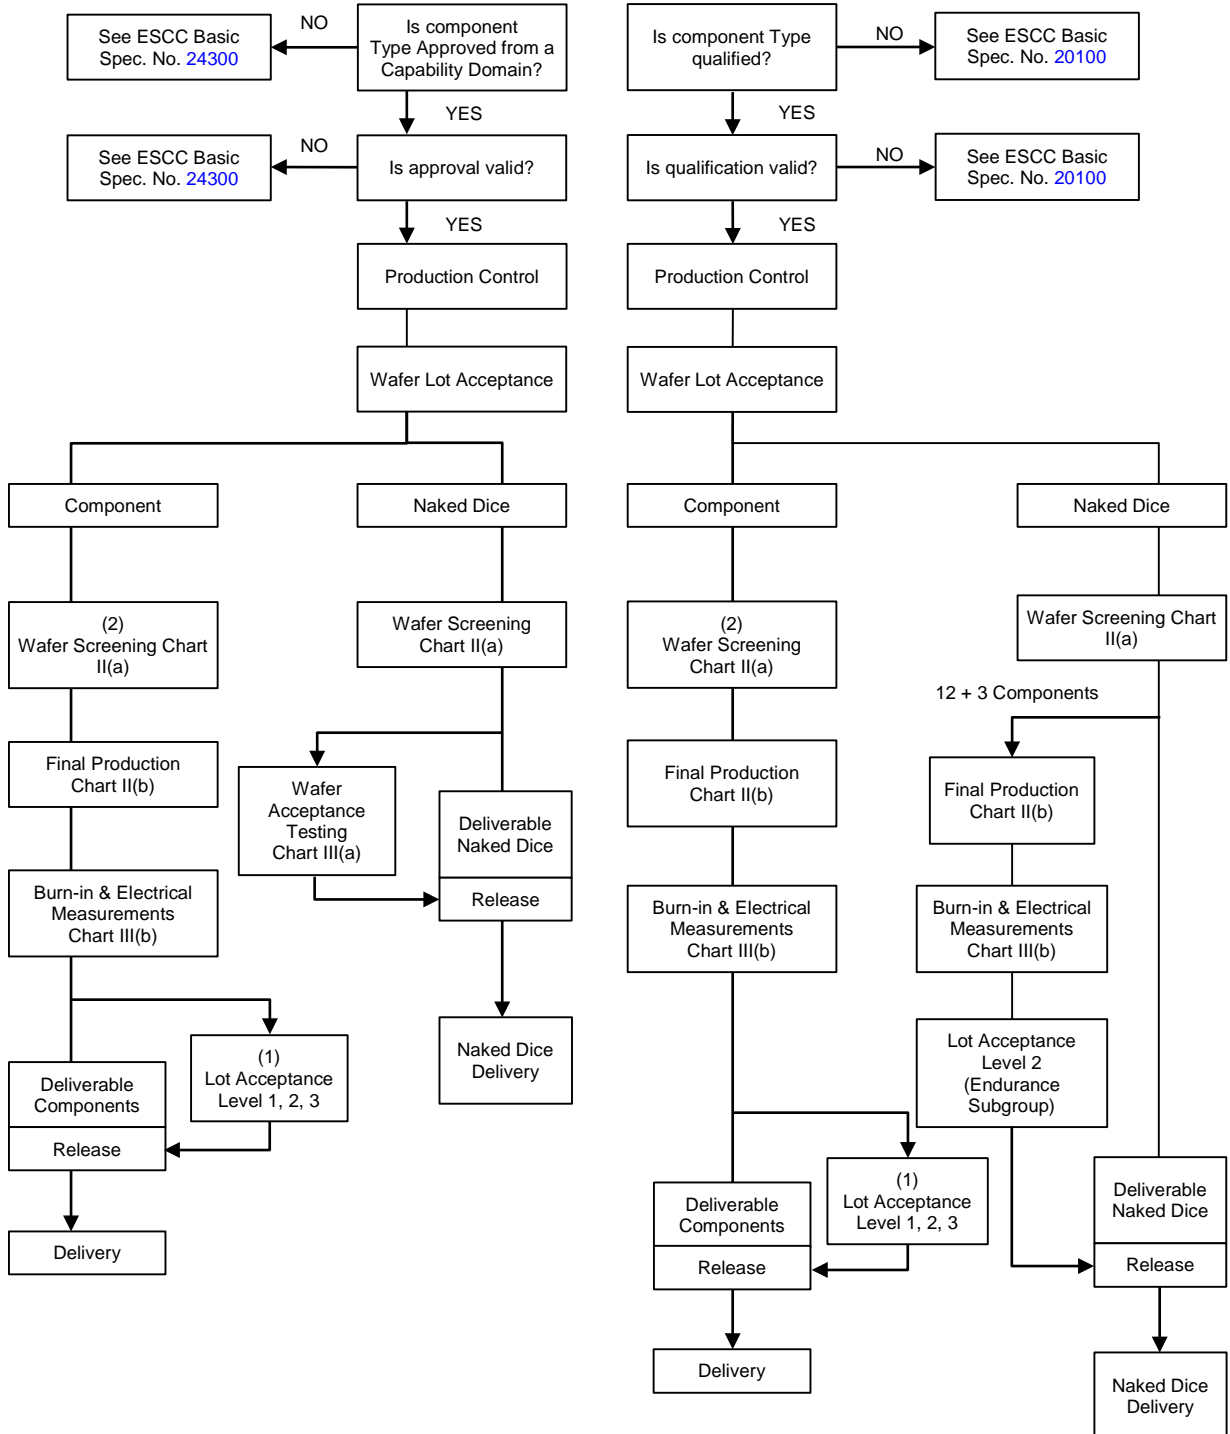 NO
See ESCC Basic
Spec. No. 24300
Is component
Type Approved from a
Capability Domain?
YES
NO
See ESCC Basic
Spec. No. 24300
Is approval valid?
YES
Production Control
Wafer Lot Acceptance
Component
Naked Dice
(2)
Wafer Screening Chart
II(a)
Wafer Screening
Chart II(a)
Final Production
Chart II(b)
Wafer
Acceptance
Testing
Chart III(a)
Deliverable
Naked Dice
Release
Burn-in & Electrical
Measurements
Chart III(b)
Naked Dice
Delivery
(1)
Lot Acceptance
Level 1, 2, 3
Deliverable
Components
Release
Delivery
Is component Type
qualified?
NO
See ESCC Basic
Spec. No. 20100
YES
Is qualification valid?
NO
See ESCC Basic
Spec. No. 20100
YES
Production Control
Wafer Lot Acceptance
Component
Naked Dice
(2)
Wafer Screening
Chart II(a)
Wafer Screening Chart
II(a)
12 + 3 Components
Final Production
Chart II(b)
Final Production
Chart II(b)
Burn-in & Electrical
Measurements
Chart III(b)
Burn-in & Electrical
Measurements
Chart III(b)
Lot Acceptance
Level 2
(Endurance
Subgroup)
(1)
Lot Acceptance
Level 1, 2, 3
Deliverable
Components
Release
Delivery
Deliverable
Naked Dice
Release
Naked Dice
Delivery